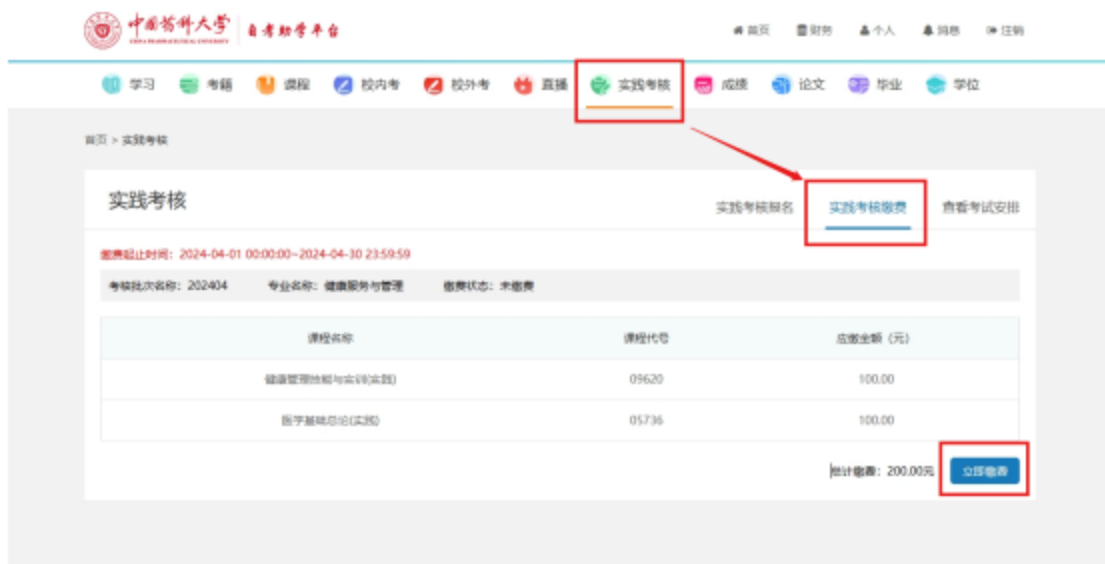 中国药科大学 自考助学平台
CHINA PHARMACEUTICAL UNIVERSITY
首页 财务 个人 消息 注销
学习 考籍 课程 校内考 校外考 直播 实践考核 成绩 论文 毕业 学位
首页 > 实践考核
实践考核
实践考核报名 实践考核缴费 查看考试安排
缴费起止时间：2024-04-01 00:00:00~2024-04-30 23:59:59
考核批次名称：202404 专业名称：健康服务与管理 缴费状态：未缴费
课程名称 课程代号 应缴金额（元）
健康管理技能与实训(实践) 09620 100.00
医学基础总论(实践) 05736 100.00
总计缴费：200.00元 立即缴费